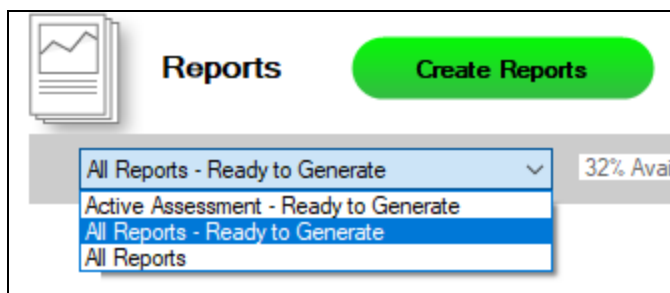 Reports
Create Reports
All Reports - Ready to Generate
32% Avai
Active Assessment - Ready to Generate
All Reports - Ready to Generate
All Reports